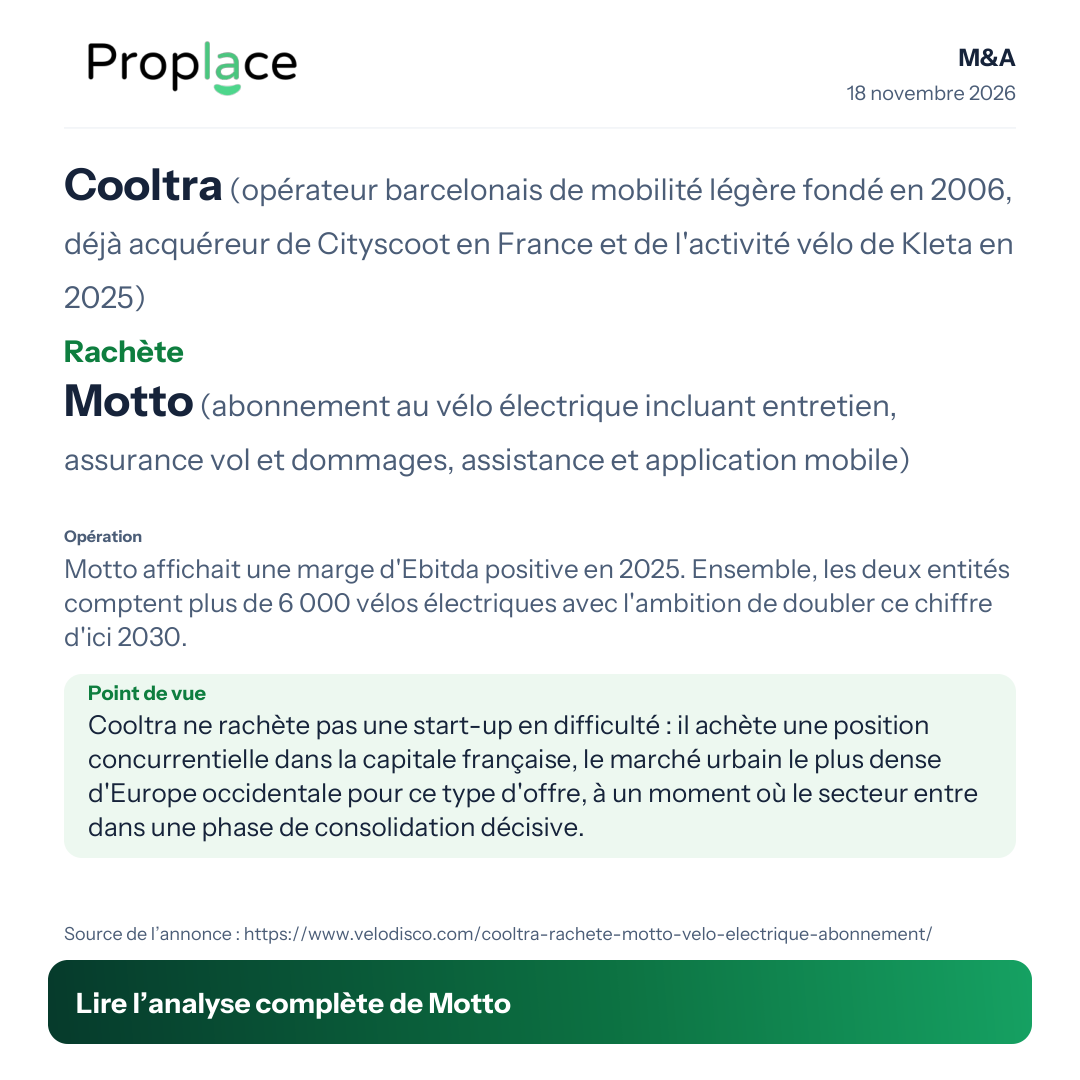 Proplace
M&A
18 novembre 2026
Cooltra (opérateur barcelonais de mobilité légère fondé en 2006,
déjà acquéreur de Cityscoot en France et de l'activité vélo de Kleta en
2025)
Rachète
Motto (abonnement au vélo électrique incluant entretien,
assurance vol et dommages, assistance et application mobile)
Opération
Motto affichait une marge d'Ebitda positive en 2025. Ensemble, les deux entités
comptent plus de 6 000 vélos électriques avec l'ambition de doubler ce chiffre
d'ici 2030.
Point de vue
Cooltra ne rachète pas une start-up en difficulté : il achète une position
concurrentielle dans la capitale française, le marché urbain le plus dense
d'Europe occidentale pour ce type d'offre, à un moment où le secteur entre
dans une phase de consolidation décisive.
Source de l’annonce : https://www.velodisco.com/cooltra-rachete-motto-velo-electrique-abonnement/
Lire l’analyse complète de Motto